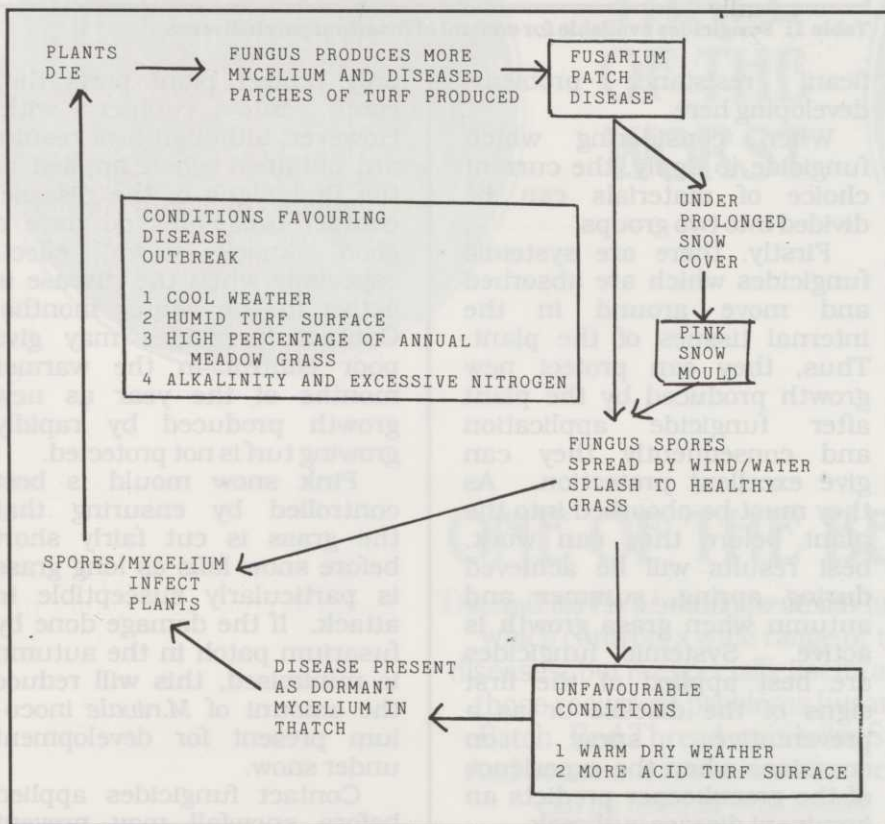 PLANTS
DIE
FUNGUS PRODUCES MORE
MYCELIUM AND DISEASED
PATCHES OF TURF PRODUCED
FUSARIUM
PATCH
DISEASE
UNDER
PROLONGED
SNOW
COVER
PINK
SNOW
MOULD
CONDITIONS FAVOURING
DISEASE
OUTBREAK
1 COOL WEATHER
2 HUMID TURF SURFACE
3 HIGH PERCENTAGE OF ANNUAL
MEADOW GRASS
4 ALKALINITY AND EXCESSIVE NITROGEN
FUNGUS SPORES
SPREAD BY WIND/WATER
SPLASH TO HEALTHY
GRASS
SPORES/MYCELIUM
INFECT
PLANTS
DISEASE PRESENT
AS DORMANT
MYCELIUM IN
THATCH
UNFAVOURABLE
CONDITIONS
1 WARM DRY WEATHER
2 MORE ACID TURF SURFACE